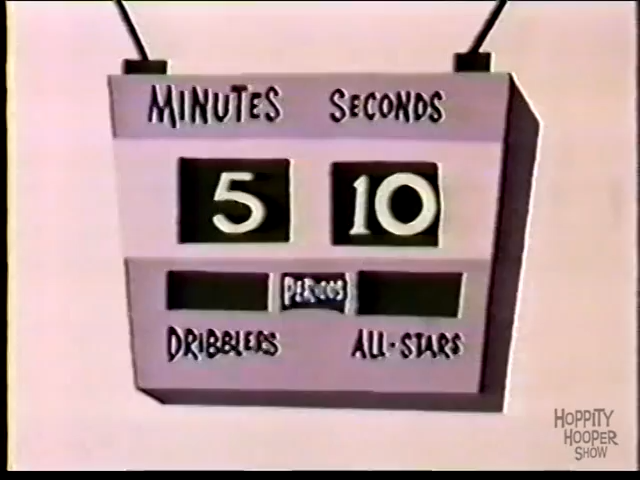 MINUTES SECONDS
5 10
PERIODS
DRIBBLERS ALL-STARS
HOPPITY
HOOPER
SHOW